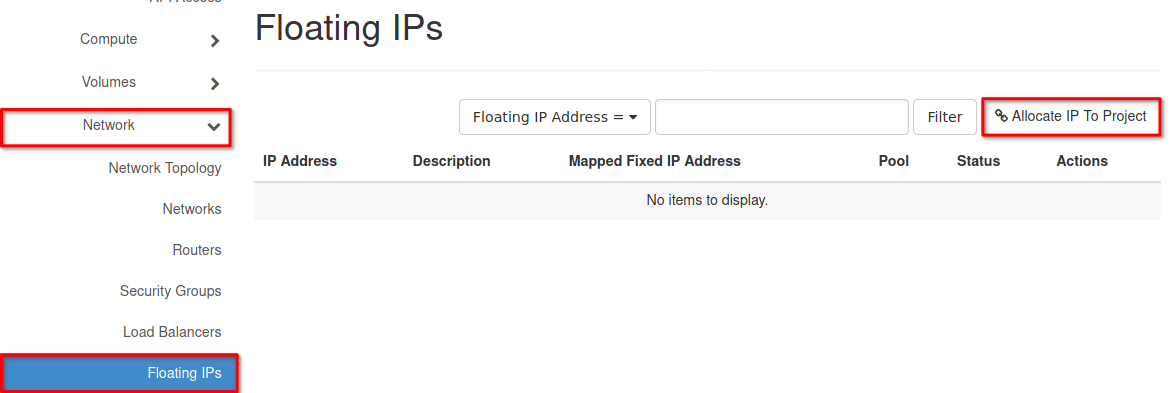 Compute
Volumes
Network
Network Topology
Networks
Routers
Security Groups
Load Balancers
Floating IPs
Floating IPs
Floating IP Address =
Filter
Allocate IP To Project
IP Address Description Mapped Fixed IP Address Pool Status Actions
No items to display.